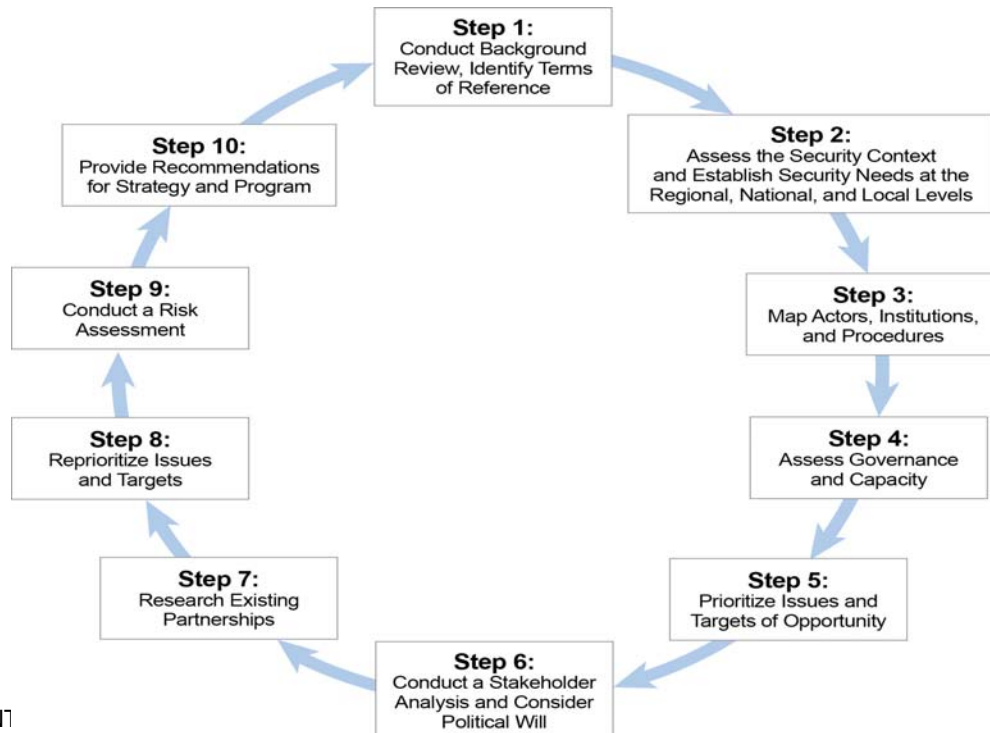 Step 1:
Conduct Background
Review, Identify Terms
of Reference
Step 2:
Assess the Security Context
and Establish Security Needs at the
Regional, National, and Local Levels
Step 3:
Map Actors, Institutions,
and Procedures
Step 4:
Assess Governance
and Capacity
Step 5:
Prioritize Issues and
Targets of Opportunity
Step 6:
Conduct a Stakeholder
Analysis and Consider
Political Will
Step 7:
Research Existing
Partnerships
Step 8:
Reprioritize Issues
and Targets
Step 9:
Conduct a Risk
Assessment
Step 10:
Provide Recommendations
for Strategy and Program